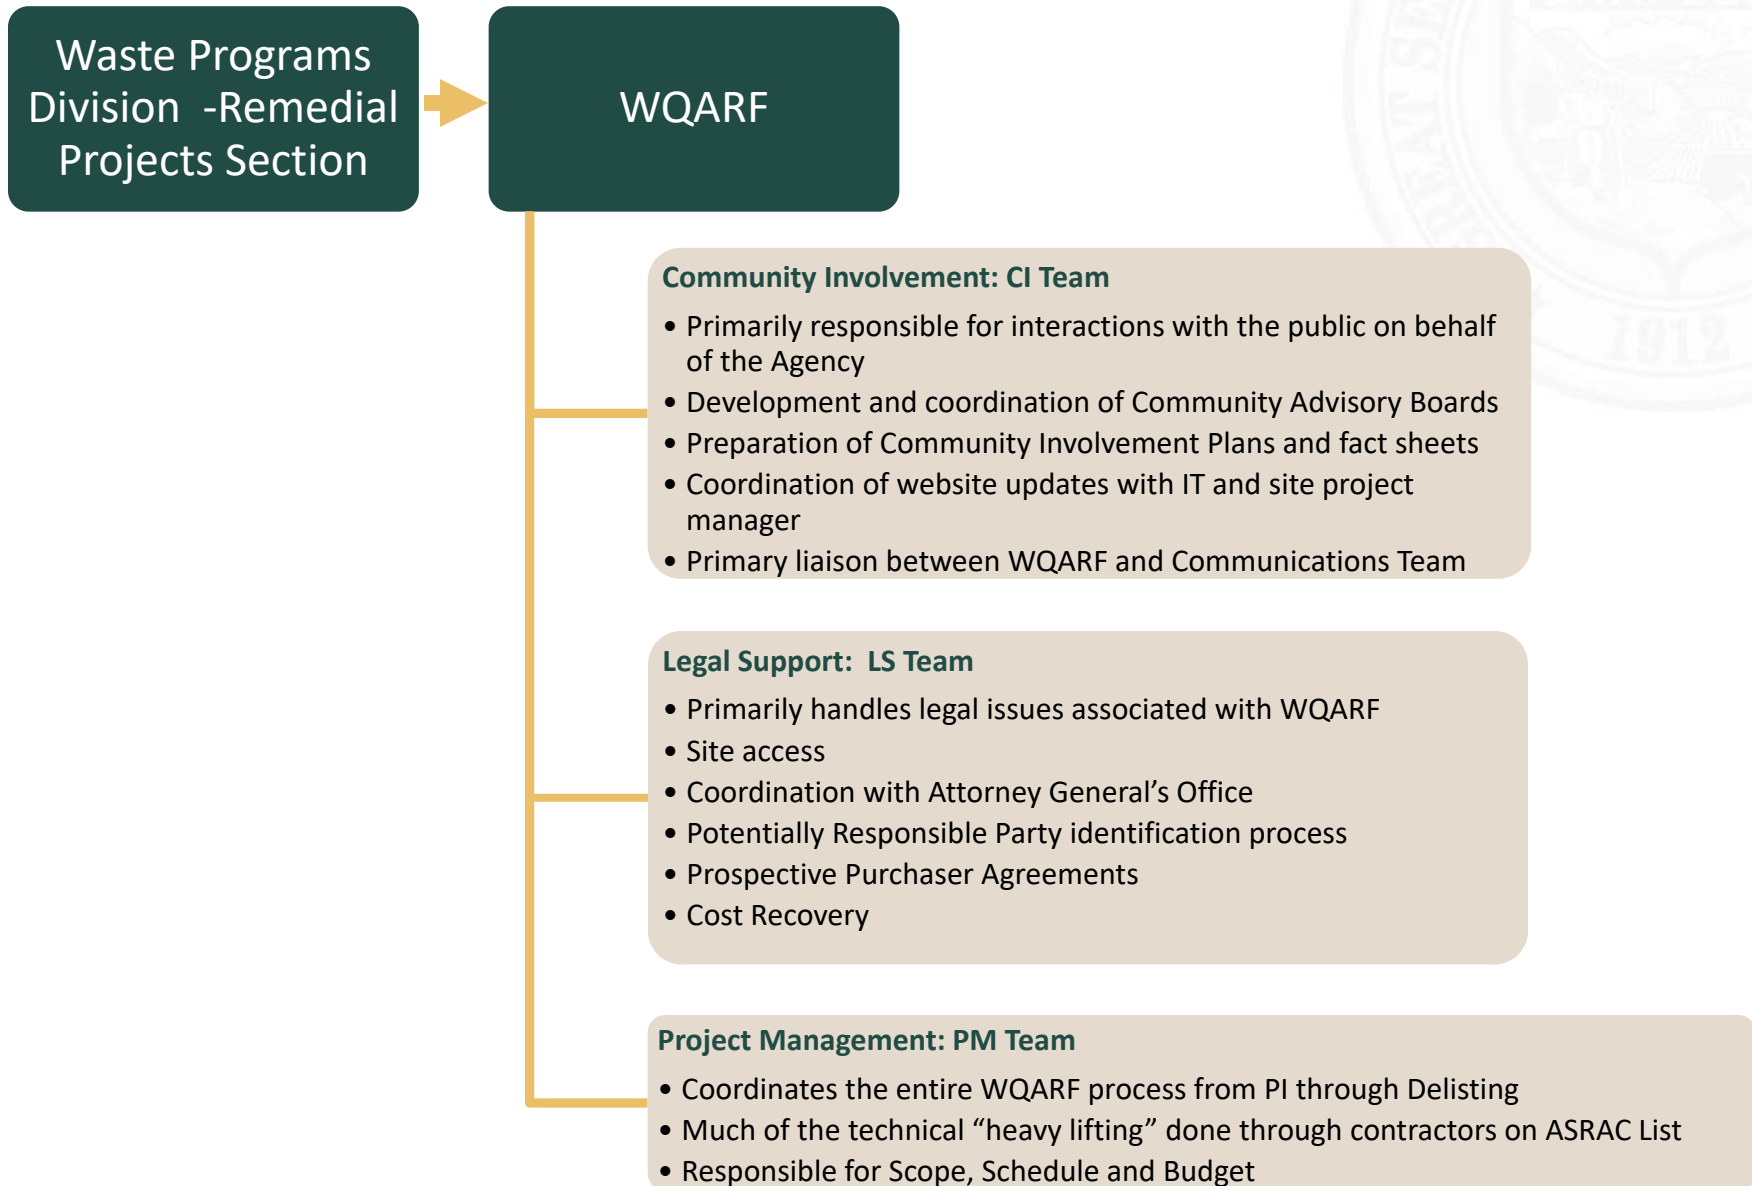 Waste Programs
Division -Remedial
Projects Section
WQARF
Community Involvement: CI Team
• Primarily responsible for interactions with the public on behalf
of the Agency
• Development and coordination of Community Advisory Boards
• Preparation of Community Involvement Plans and fact sheets
• Coordination of website updates with IT and site project
manager
• Primary liaison between WQARF and Communications Team
Legal Support: LS Team
• Primarily handles legal issues associated with WQARF
• Site access
• Coordination with Attorney General’s Office
• Potentially Responsible Party identification process
• Prospective Purchaser Agreements
• Cost Recovery
Project Management: PM Team
• Coordinates the entire WQARF process from PI through Delisting
• Much of the technical “heavy lifting” done through contractors on ASRAC List
• Responsible for Scope, Schedule and Budget
GREAT SE
1912